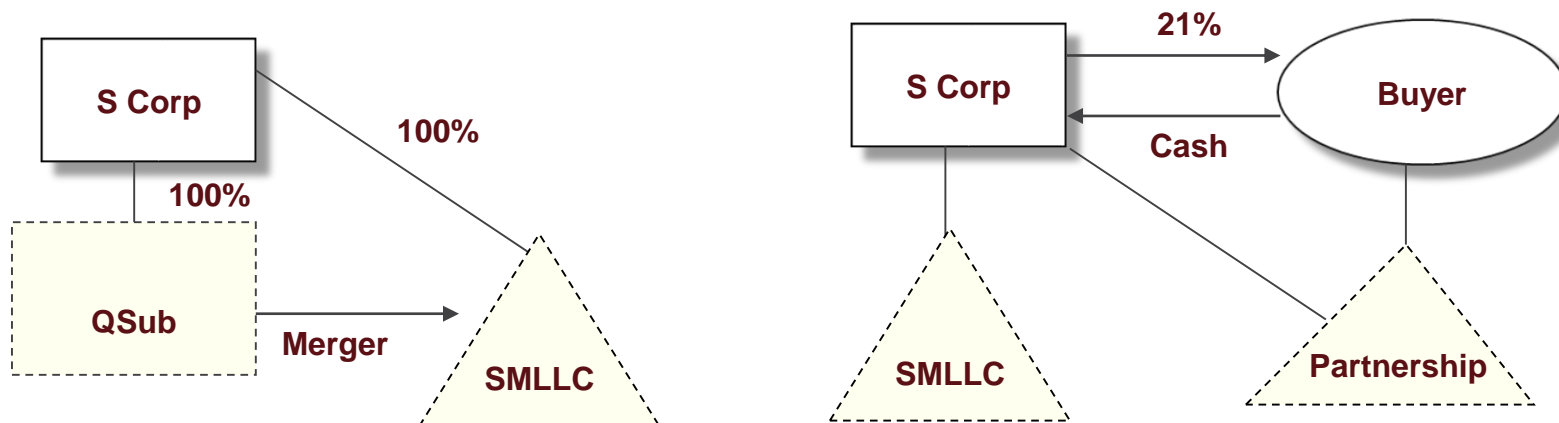 S Corp
100%
100%
QSub
Merger
SMLLC
21%
S Corp
Buyer
Cash
SMLLC
Partnership